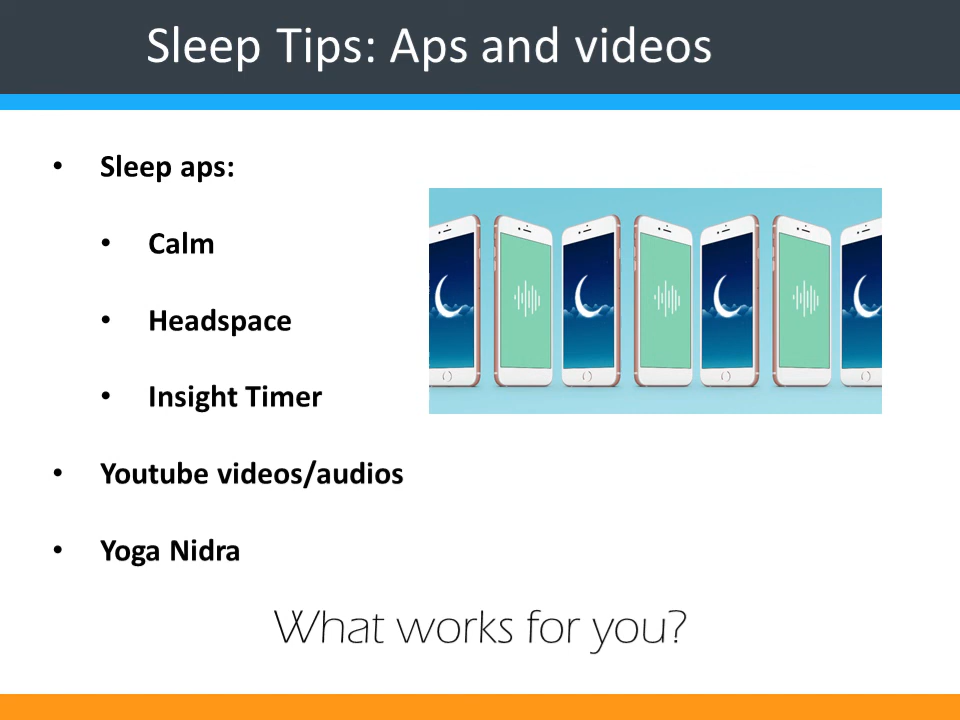 Sleep Tips: Aps and videos
• Sleep aps:
• Calm
• Headspace
• Insight Timer
• Youtube videos/audios
• Yoga Nidra
What works for you?